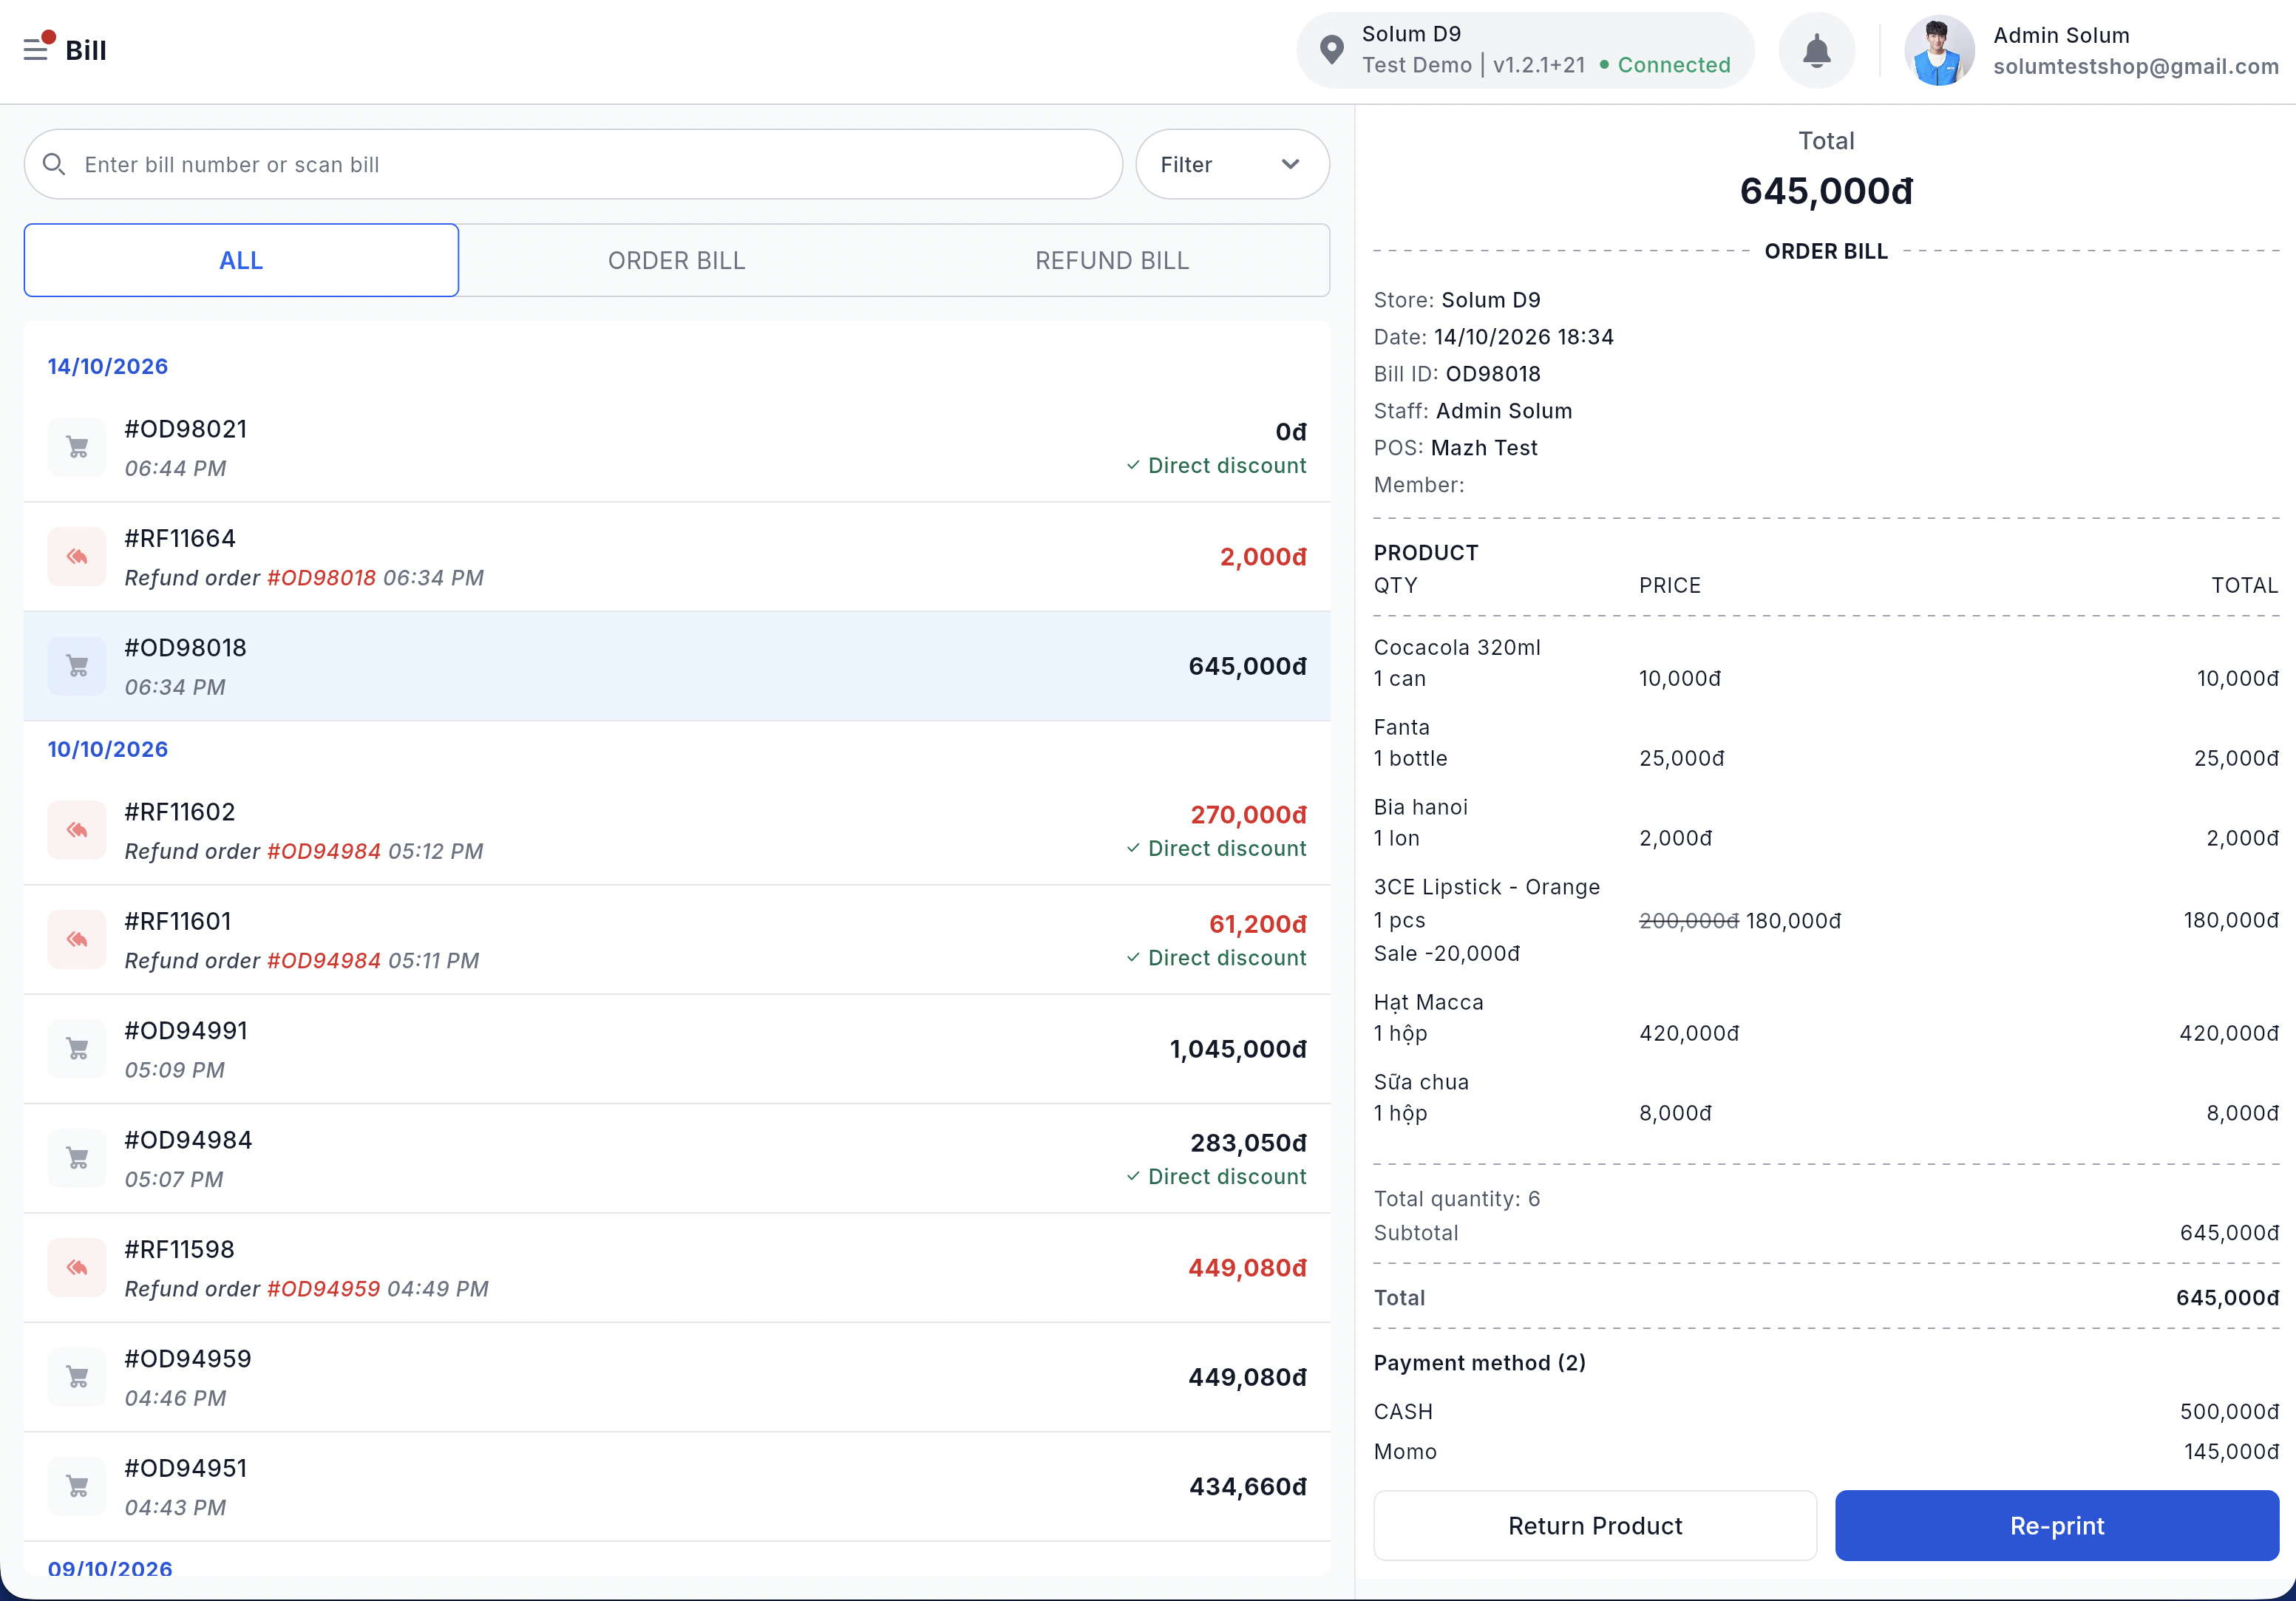 Bill
Solum D9
Test Demo | v1.2.1+21 • Connected
Admin Solum
solumtestshop@gmail.com
Enter bill number or scan bill
Filter
ALL
ORDER BILL
REFUND BILL
14/10/2026
#OD98021
06:44 PM
0đ
Direct discount
#RF11664
Refund order #OD98018 06:34 PM
2,000đ
#OD98018
06:34 PM
645,000đ
10/10/2026
#RF11602
Refund order #OD94984 05:12 PM
270,000đ
Direct discount
#RF11601
Refund order #OD94984 05:11 PM
61,200đ
Direct discount
#OD94991
05:09 PM
1,045,000đ
#OD94984
05:07 PM
283,050đ
Direct discount
#RF11598
Refund order #OD94959 04:49 PM
449,080đ
#OD94959
04:46 PM
449,080đ
#OD94951
04:43 PM
434,660đ
09/10/2026
Total
645,000đ
ORDER BILL
Store: Solum D9
Date: 14/10/2026 18:34
Bill ID: OD98018
Staff: Admin Solum
POS: Mazh Test
Member:
PRODUCT
QTY PRICE TOTAL
Cocacola 320ml
1 can 10,000đ 10,000đ
Fanta
1 bottle 25,000đ 25,000đ
Bia hanoi
1 lon 2,000đ 2,000đ
3CE Lipstick - Orange
1 pcs 200,000đ 180,000đ 180,000đ
Sale -20,000đ
Hạt Macca
1 hộp 420,000đ 420,000đ
Sữa chua
1 hộp 8,000đ 8,000đ
Total quantity: 6
Subtotal 645,000đ
Total 645,000đ
Payment method (2)
CASH 500,000đ
Momo 145,000đ
Return Product
Re-print